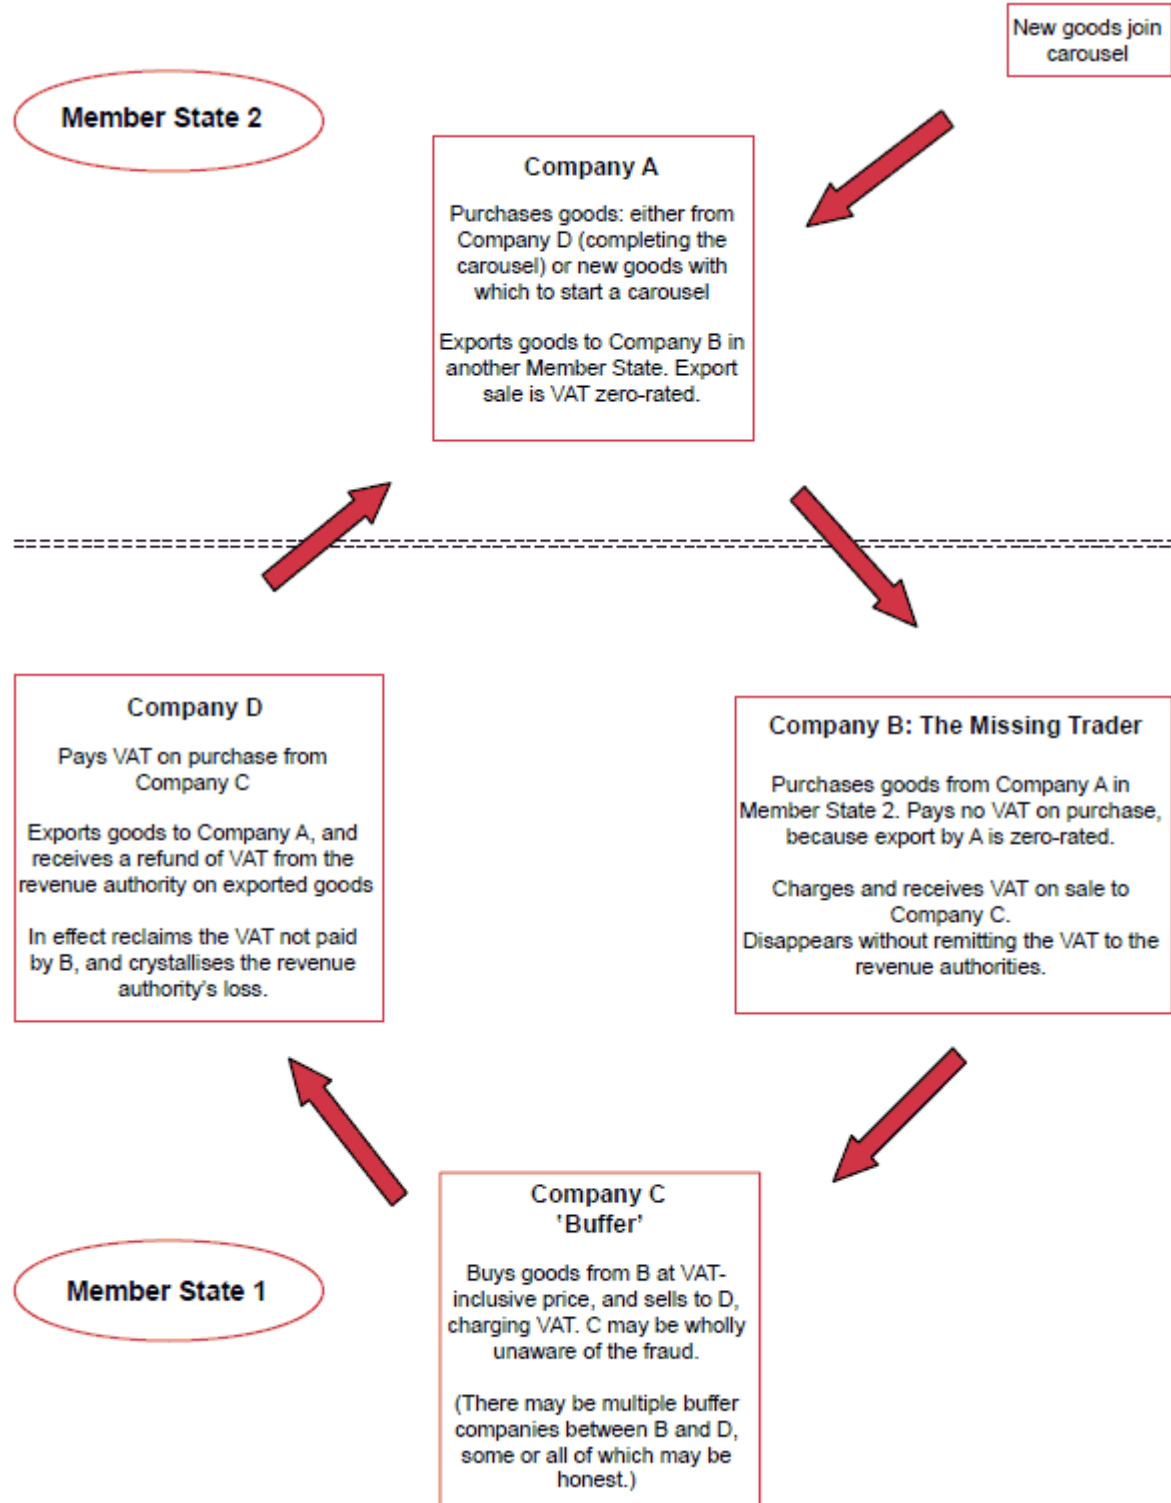 New goods join
carousel
Member State 2
Company A
Purchases goods: either from
Company D (completing the
carousel) or new goods with
which to start a carousel
Exports goods to Company B in
another Member State. Export
sale is VAT zero-rated.
Company D
Pays VAT on purchase from
Company C
Exports goods to Company A, and
receives a refund of VAT from the
revenue authority on exported goods
In effect reclaims the VAT not paid
by B, and crystallises the revenue
authority's loss.
Company B: The Missing Trader
Purchases goods from Company A in
Member State 2. Pays no VAT on purchase,
because export by A is zero-rated.
Charges and receives VAT on sale to
Company C.
Disappears without remitting the VAT to the
revenue authorities.
Member State 1
Company C
'Buffer'
Buys goods from B at VAT-
inclusive price, and sells to D,
charging VAT. C may be wholly
unaware of the fraud.
(There may be multiple buffer
companies between B and D,
some or all of which may be
honest.)